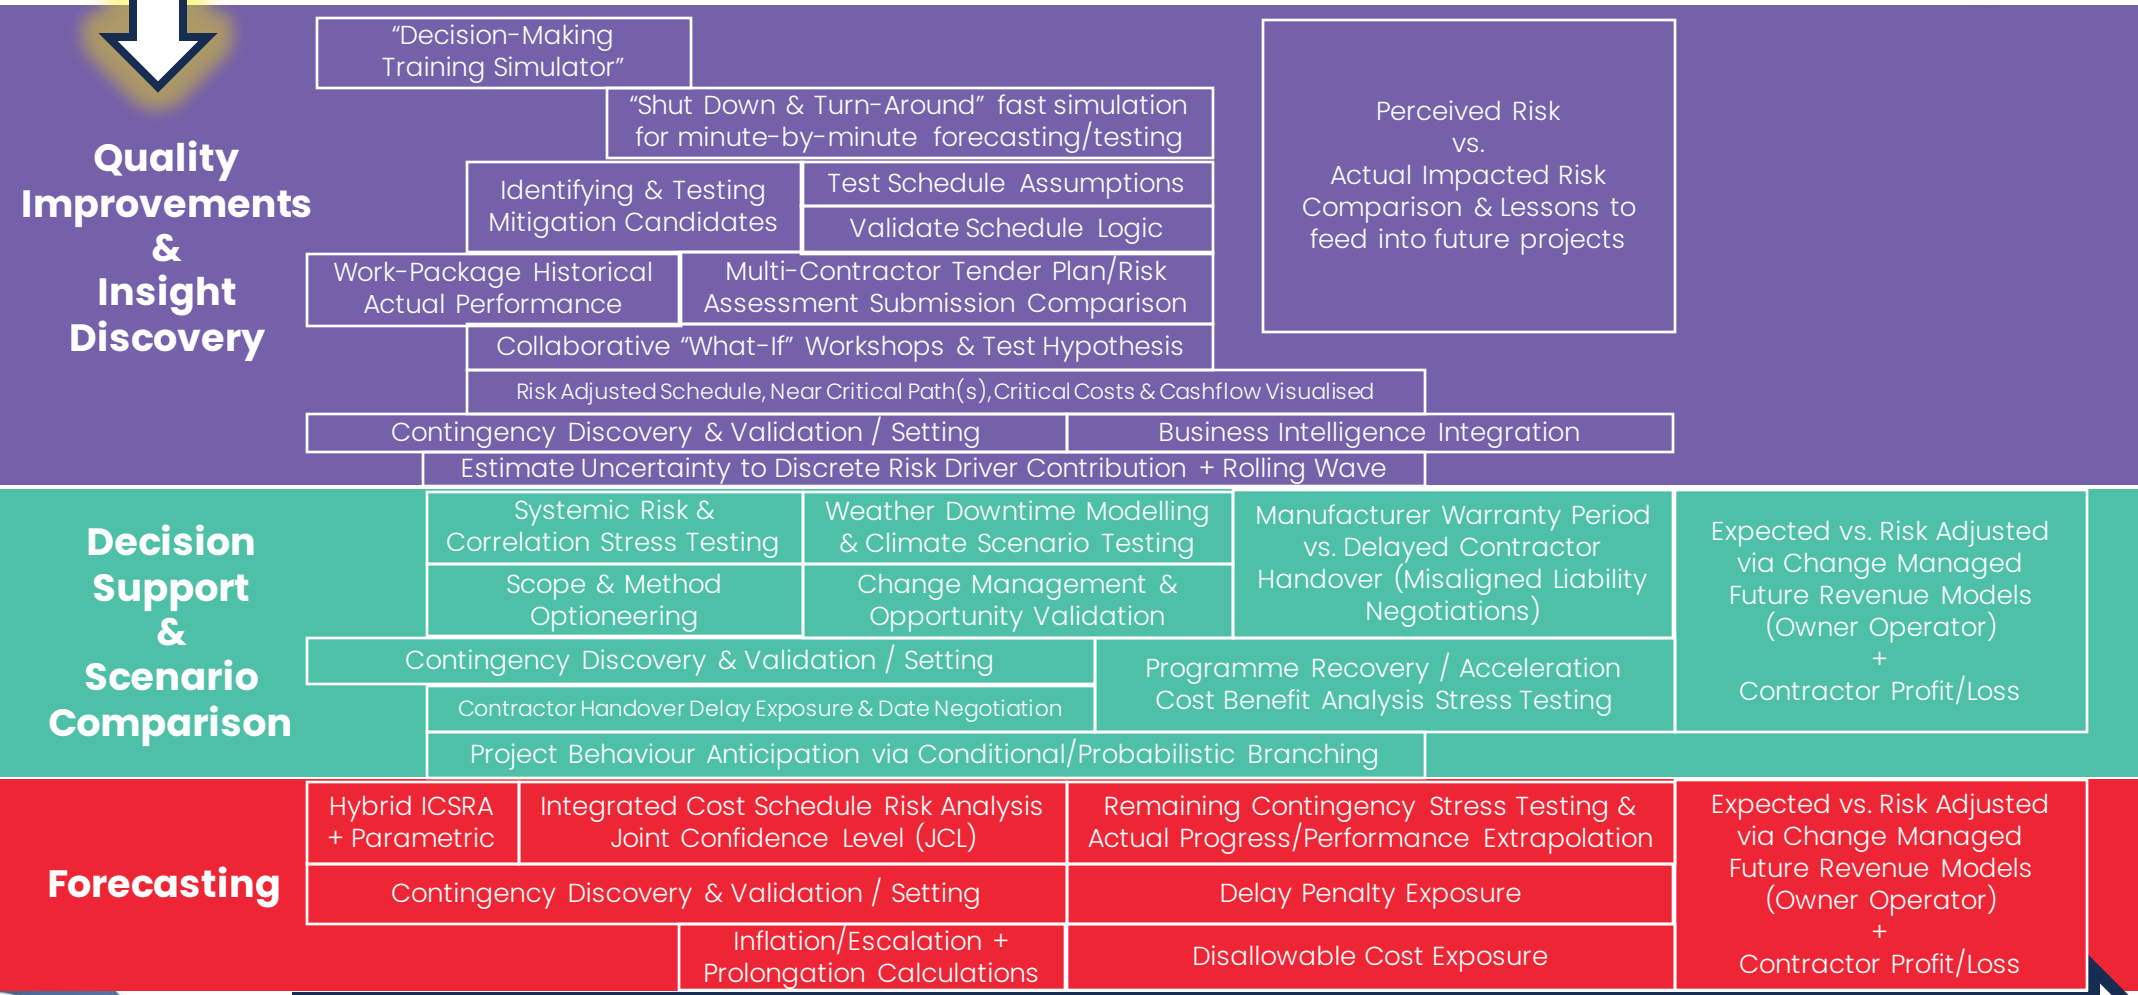 Quality
Improvements
&
Insight
Discovery
“Decision-Making
Training Simulator”
“Shut Down & Turn-Around” fast simulation
for minute-by-minute forecasting/testing
Identifying & Testing
Mitigation Candidates
Test Schedule Assumptions
Validate Schedule Logic
Work-Package Historical
Actual Performance
Multi-Contractor Tender Plan/Risk
Assessment Submission Comparison
Collaborative “What-If” Workshops & Test Hypothesis
Risk Adjusted Schedule, Near Critical Path(s), Critical Costs & Cashflow Visualised
Contingency Discovery & Validation / Setting
Business Intelligence Integration
Estimate Uncertainty to Discrete Risk Driver Contribution + Rolling Wave
Perceived Risk
vs.
Actual Impacted Risk
Comparison & Lessons to
feed into future projects
Decision
Support
&
Scenario
Comparison
Systemic Risk &
Correlation Stress Testing
Weather Downtime Modelling
& Climate Scenario Testing
Manufacturer Warranty Period
vs. Delayed Contractor
Handover (Misaligned Liability
Negotiations)
Expected vs. Risk Adjusted
via Change Managed
Future Revenue Models
(Owner Operator)
+
Contractor Profit/Loss
Scope & Method
Optioneering
Change Management &
Opportunity Validation
Contingency Discovery & Validation / Setting
Programme Recovery / Acceleration
Cost Benefit Analysis Stress Testing
Contractor Handover Delay Exposure & Date Negotiation
Project Behaviour Anticipation via Conditional/Probabilistic Branching
Forecasting
Hybrid ICSRA
+ Parametric
Integrated Cost Schedule Risk Analysis
Joint Confidence Level (JCL)
Remaining Contingency Stress Testing &
Actual Progress/Performance Extrapolation
Expected vs. Risk Adjusted
via Change Managed
Future Revenue Models
(Owner Operator)
+
Contractor Profit/Loss
Contingency Discovery & Validation / Setting
Delay Penalty Exposure
Inflation/Escalation +
Prolongation Calculations
Disallowable Cost Exposure